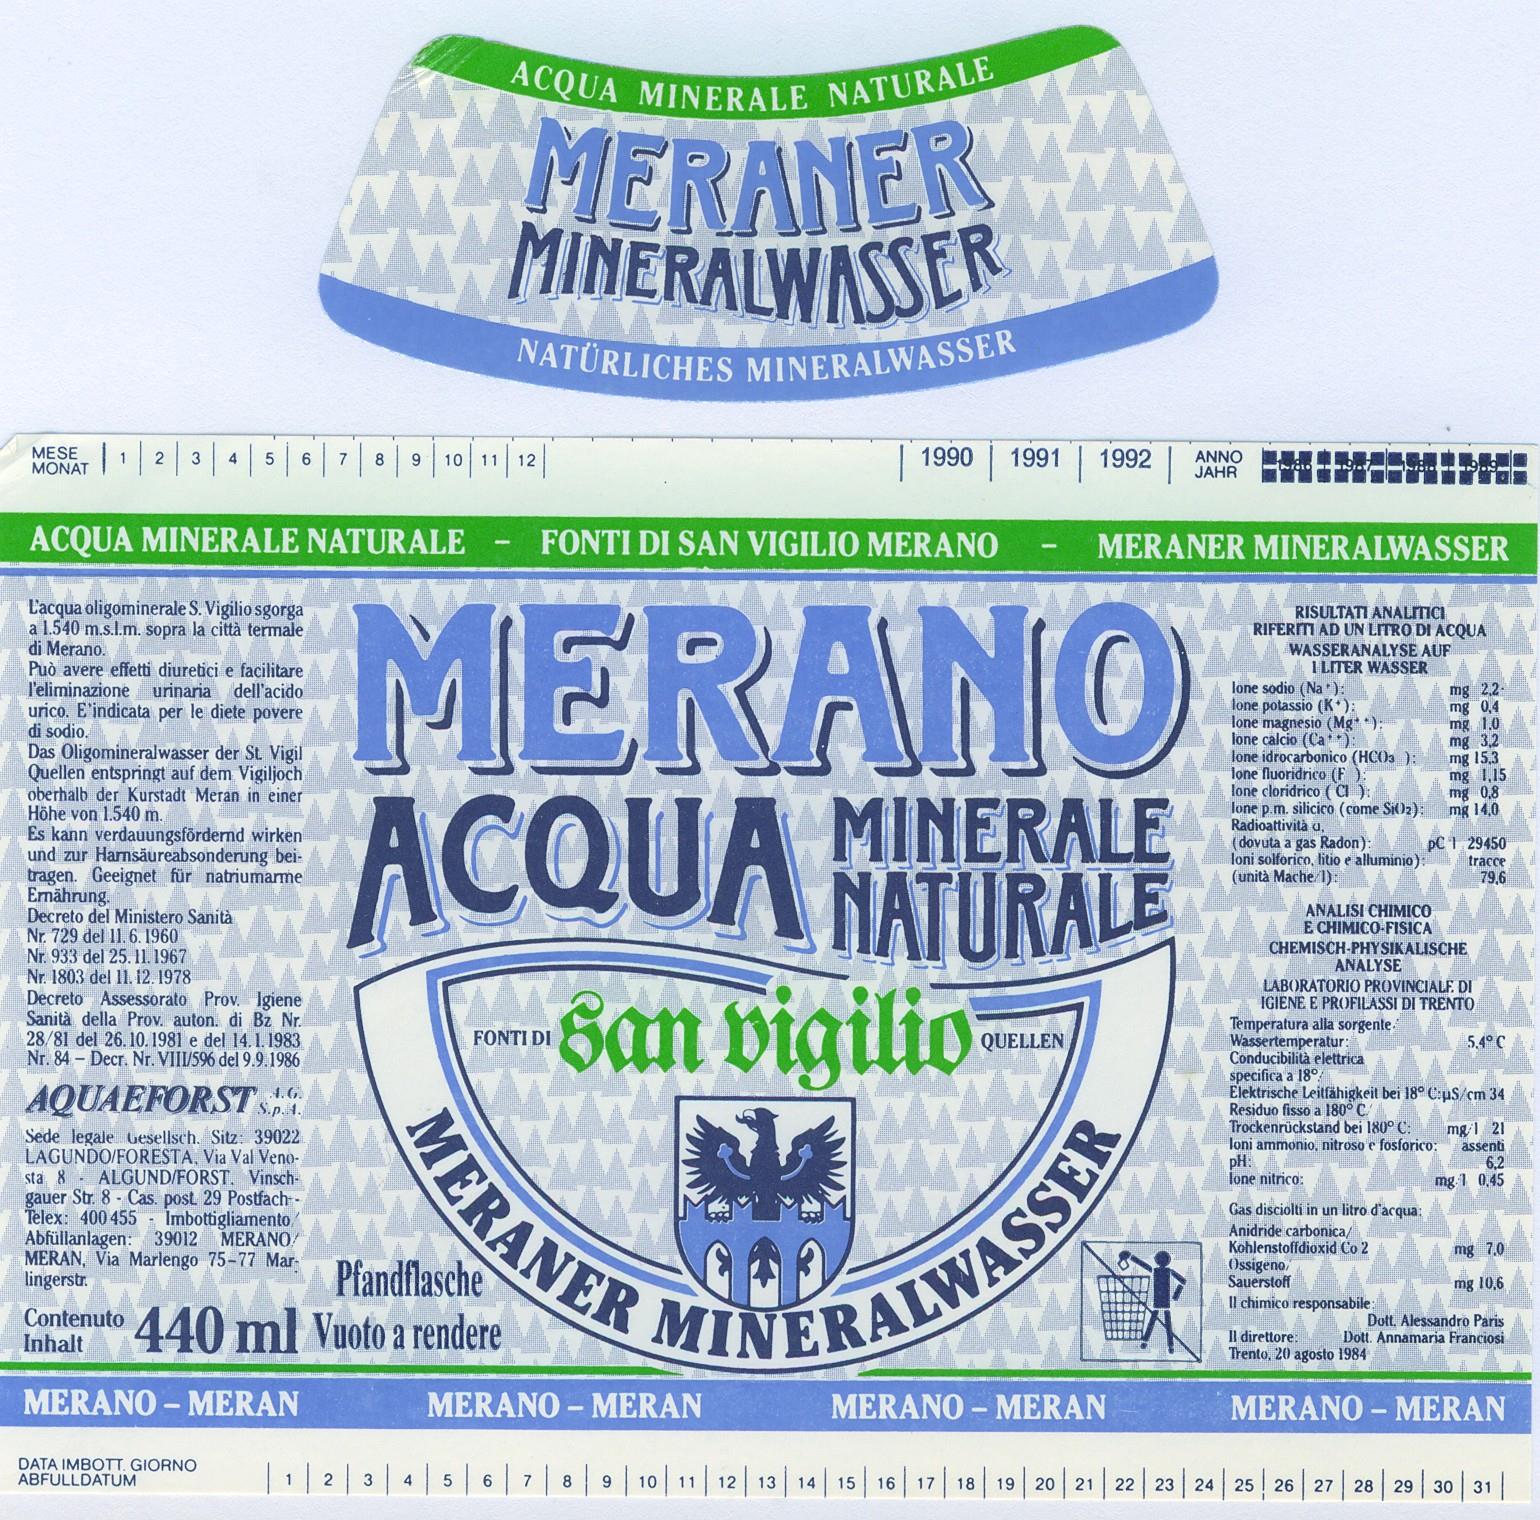 ACQUA MINERALE NATURALE
MERANER
MINERALWASSER
NATÜRLICHES MINERALWASSER
MESE
MONAT
1 2 3 4 5 6 7 8 9 10 11 12
1990 1991 1992
ANNO
JAHR
1986 1987 1988 1989
ACQUA MINERALE NATURALE – FONTI DI SAN VIGILIO MERANO – MERANER MINERALWASSER
L'acqua oligominerale S. Vigilio sgorga
a 1.540 m.s.l.m. sopra la città termale
di Merano.
Può avere effetti diuretici e facilitare
l'eliminazione urinaria dell'acido
urico. E'indicata per le diete povere
di sodio.
Das Oligomineralwasser der St. Vigil
Quellen entspringt auf dem Vigiljoch
oberhalb der Kurstadt Meran in einer
Höhe von 1.540 m.
Es kann verdauungsfördernd wirken
und zur Harnsäureabsonderung bei-
tragen. Geeignet für natriumarme
Ernährung.
Decreto del Ministero Sanità
Nr. 729 del 11.6.1960
Nr. 933 del 25.11.1967
Nr. 1803 del 11.12.1978
Decreto Assessorato Prov. Igiene
Sanità della Prov. auton. di Bz Nr.
28/81 del 26.10.1981 e del 14.1.1983
Nr. 84 – Decr. Nr. VIII/596 del 9.9.1986
AQUAEFORST A.G.
S.p.A.
Sede legale Gesellsch. Sitz: 39022
LAGUNDO/FORESTA, Via Val Veno-
sta 8 - ALGUND/FORST, Vinsch-
gauer Str. 8 - Cas. post. 29 Postfach -
Telex: 400455 - Imbottigliamento/
Abfüllanlagen: 39012 MERANO/
MERAN, Via Marlengo 75-77 Mar-
lingerstr.
Contenuto
Inhalt
440 ml
Pfandflasche
Vuoto a rendere
MERANO
ACQUA MINERALE
NATURALE
FONTI DI san vigilio QUELLEN
MERANER MINERALWASSER
RISULTATI ANALITICI
RIFERITI AD UN LITRO DI ACQUA
WASSERANALYSE AUF
1 LITER WASSER
Ione sodio (Na+): mg 2,2
Ione potassio (K+): mg 0,4
Ione magnesio (Mg++): mg 1,0
Ione calcio (Ca++): mg 3,2
Ione idrocarbonico (HCO3 ): mg 15,3
Ione fluoridrico (F ): mg 1,15
Ione cloridrico (Cl ): mg 0,8
Ione p.m. silicico (come SiO2): mg 14,0
Radioattività u.
(dovuta a gas Radon): pC l 29450
Ioni solforico, litio e alluminio): tracce
(unità Mache/l): 79,6
ANALISI CHIMICO
E CHIMICO-FISICA
CHEMISCH-PHYSIKALISCHE
ANALYSE
LABORATORIO PROVINCIALE DI
IGIENE E PROFILASSI DI TRENTO
Temperatura alla sorgente/
Wassertemperatur: 5,4° C
Conducibilità elettrica
specifica a 18°/
Elektrische Leitfähigkeit bei 18° C: µS/cm 34
Residuo fisso a 180° C/
Trockenrückstand bei 180° C: mg/l 21
Ioni ammonio, nitroso e fosforico: assenti
pH: 6,2
Ione nitrico: mg/l 0,45
Gas disciolti in un litro d'acqua:
Anidride carbonica/
Kohlenstoffdioxid Co 2 mg 7,0
Ossigeno/
Sauerstoff mg 10,6
Il chimico responsabile:
Dott. Alessandro Paris
Il direttore: Dott. Annamaria Franciosi
Trento, 20 agosto 1984
MERANO – MERAN MERANO – MERAN MERANO – MERAN MERANO – MERAN
DATA IMBOTT. GIORNO
ABFÜLLDATUM
1 2 3 4 5 6 7 8 9 10 11 12 13 14 15 16 17 18 19 20 21 22 23 24 25 26 27 28 29 30 31